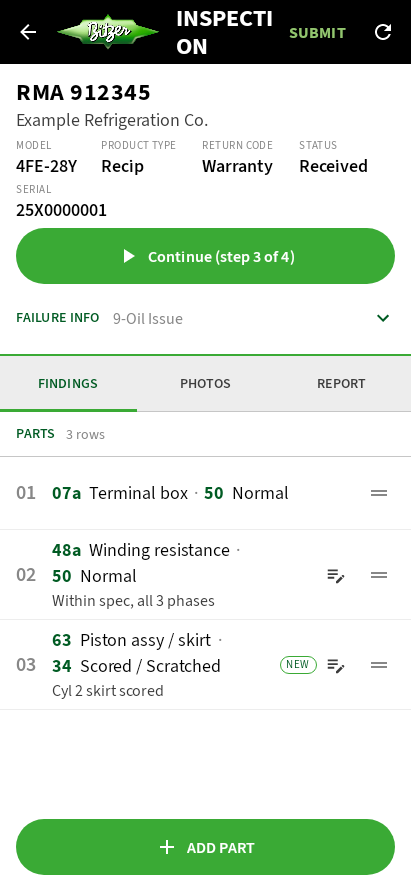 Bitzer
INSPECTI
ON
SUBMIT
RMA 912345
Example Refrigeration Co.
MODEL PRODUCT TYPE RETURN CODE STATUS
4FE-28Y Recip Warranty Received
SERIAL
25X0000001
Continue (step 3 of 4)
FAILURE INFO 9-Oil Issue
FINDINGS PHOTOS REPORT
PARTS 3 rows
01 07a Terminal box · 50 Normal
48a Winding resistance ·
02 50 Normal
Within spec, all 3 phases
63 Piston assy / skirt ·
03 34 Scored / Scratched NEW
Cyl 2 skirt scored
ADD PART